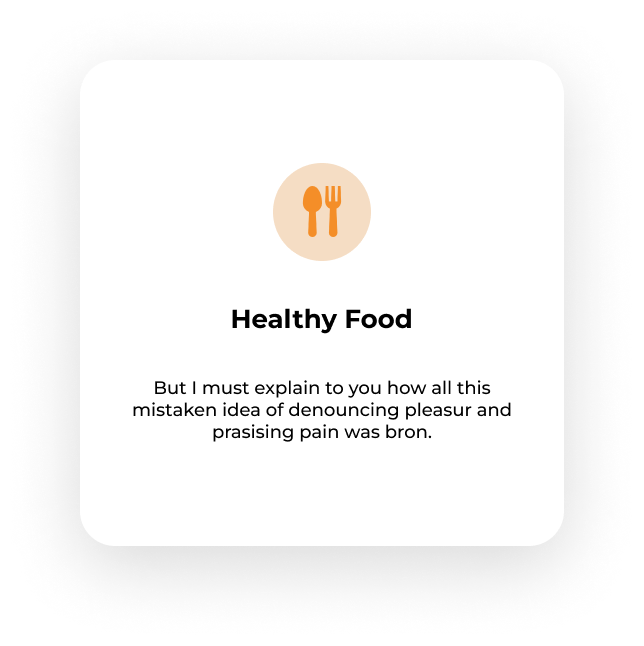 Healthy Food
But I must explain to you how all this
mistaken idea of denouncing pleasur and
prasising pain was bron.